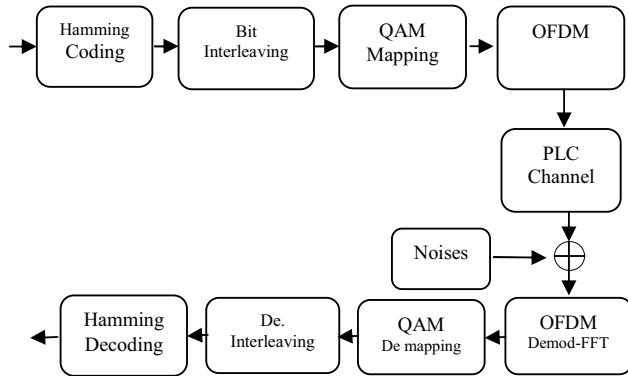 Hamming
Coding
Bit
Interleaving
QAM
Mapping
OFDM
PLC
Channel
Noises
OFDM
Demod-FFT
QAM
De mapping
De.
Interleaving
Hamming
Decoding